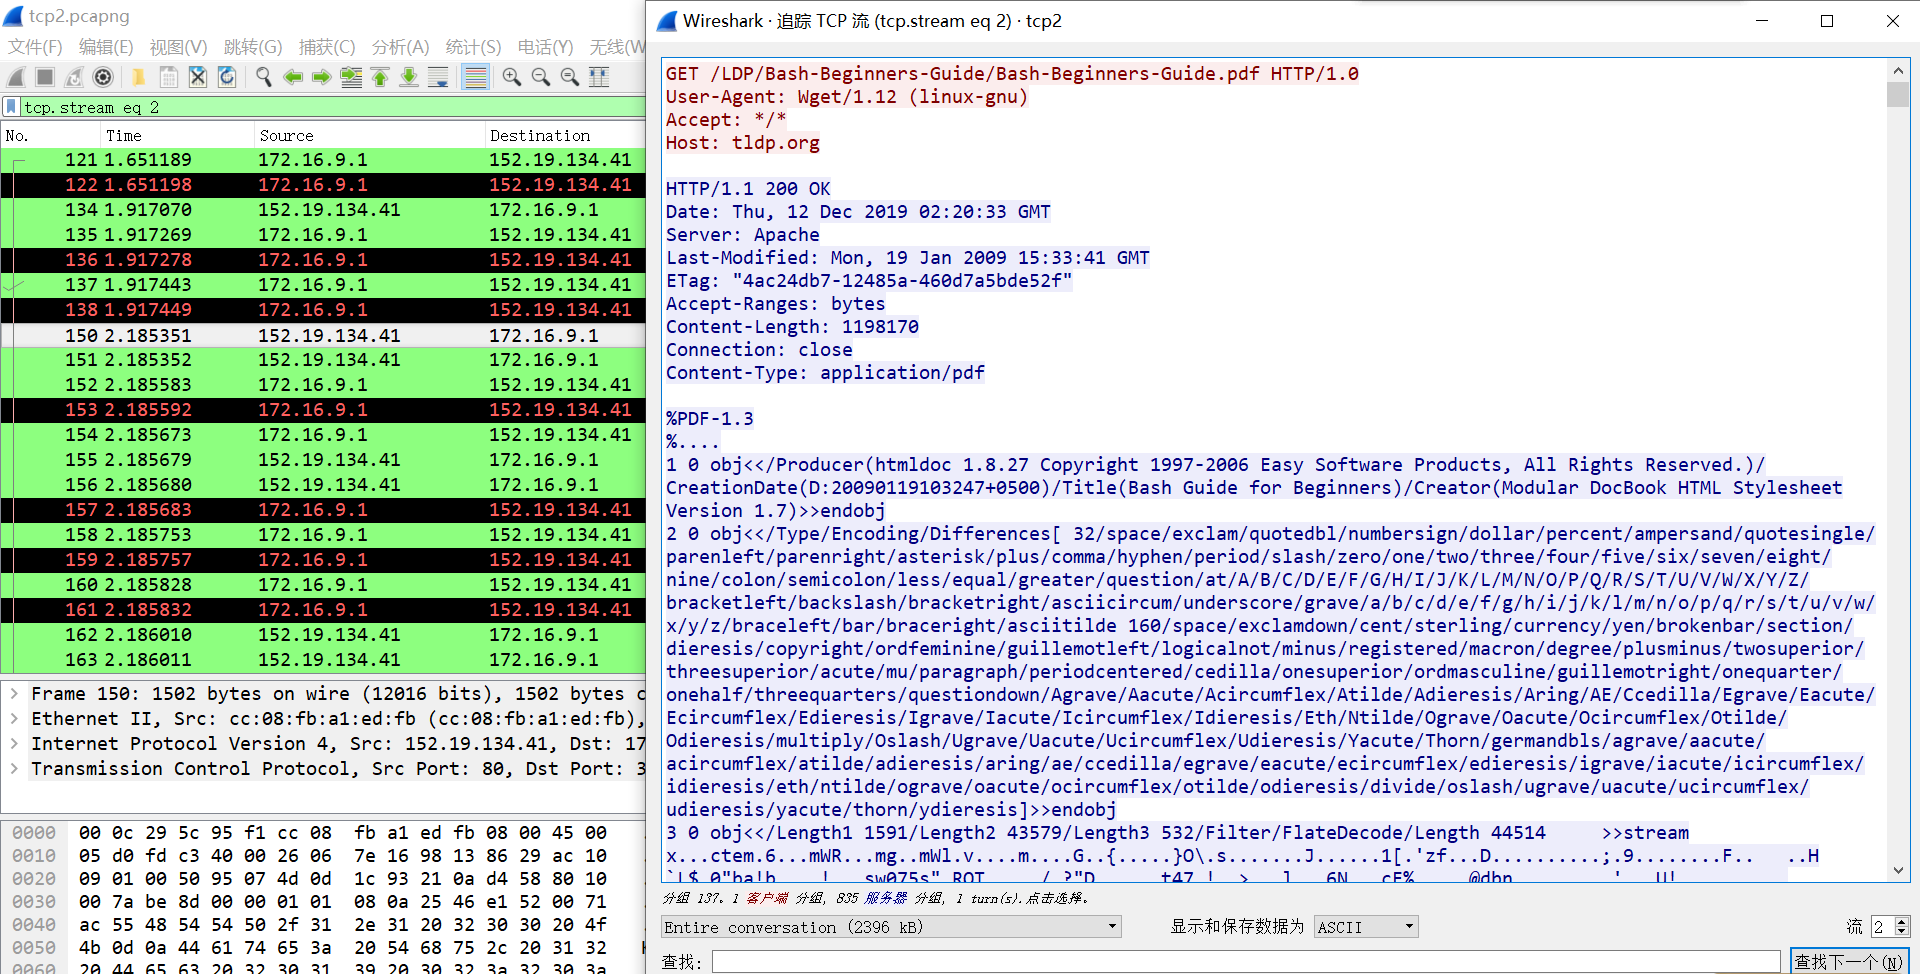 tcp2.pcapng
文件(F) 编辑(E) 视图(V) 跳转(G) 捕获(C) 分析(A) 统计(S) 电话(Y) 无线(W
tcp.stream eq 2
No. Time Source Destination
121 1.651189 172.16.9.1 152.19.134.41
122 1.651198 172.16.9.1 152.19.134.41
134 1.917070 152.19.134.41 172.16.9.1
135 1.917269 172.16.9.1 152.19.134.41
136 1.917278 172.16.9.1 152.19.134.41
137 1.917443 172.16.9.1 152.19.134.41
138 1.917449 172.16.9.1 152.19.134.41
150 2.185351 152.19.134.41 172.16.9.1
151 2.185352 152.19.134.41 172.16.9.1
152 2.185583 172.16.9.1 152.19.134.41
153 2.185592 172.16.9.1 152.19.134.41
154 2.185673 172.16.9.1 152.19.134.41
155 2.185679 152.19.134.41 172.16.9.1
156 2.185680 152.19.134.41 172.16.9.1
157 2.185683 172.16.9.1 152.19.134.41
158 2.185753 172.16.9.1 152.19.134.41
159 2.185757 172.16.9.1 152.19.134.41
160 2.185828 172.16.9.1 152.19.134.41
161 2.185832 172.16.9.1 152.19.134.41
162 2.186010 152.19.134.41 172.16.9.1
163 2.186011 152.19.134.41 172.16.9.1
Frame 150: 1502 bytes on wire (12016 bits), 1502 bytes c
Ethernet II, Src: cc:08:fb:a1:ed:fb (cc:08:fb:a1:ed:fb),
Internet Protocol Version 4, Src: 152.19.134.41, Dst: 17
Transmission Control Protocol, Src Port: 80, Dst Port: 3
0000 00 0c 29 5c 95 f1 cc 08 fb a1 ed fb 08 00 45 00
0010 05 d0 fd c3 40 00 26 06 7e 16 98 13 86 29 ac 10
0020 09 01 00 50 95 07 4d 0d 1c 93 21 0a d4 58 80 10
0030 00 7a be 8d 00 00 01 01 08 0a 25 46 e1 52 00 71
0040 ac 55 48 54 54 50 2f 31 2e 31 20 32 30 30 20 4f
0050 4b 0d 0a 44 61 74 65 3a 20 54 68 75 2c 20 31 32
0060 20 44 65 63 20 32 30 31 39 20 30 32 3a 32 30 3a
Wireshark · 追踪 TCP 流 (tcp.stream eq 2) · tcp2
GET /LDP/Bash-Beginners-Guide/Bash-Beginners-Guide.pdf HTTP/1.0
User-Agent: Wget/1.12 (linux-gnu)
Accept: */*
Host: tldp.org
HTTP/1.1 200 OK
Date: Thu, 12 Dec 2019 02:20:33 GMT
Server: Apache
Last-Modified: Mon, 19 Jan 2009 15:33:41 GMT
ETag: "4ac24db7-12485a-460d7a5bde52f"
Accept-Ranges: bytes
Content-Length: 1198170
Connection: close
Content-Type: application/pdf
%PDF-1.3
%....
1 0 obj<</Producer(htmldoc 1.8.27 Copyright 1997-2006 Easy Software Products, All Rights Reserved.)/
CreationDate(D:20090119103247+0500)/Title(Bash Guide for Beginners)/Creator(Modular DocBook HTML Stylesheet
Version 1.7)>>endobj
2 0 obj<</Type/Encoding/Differences[ 32/space/exclam/quotedbl/numbersign/dollar/percent/ampersand/quotesingle/
parenleft/parenright/asterisk/plus/comma/hyphen/period/slash/zero/one/two/three/four/five/six/seven/eight/
nine/colon/semicolon/less/equal/greater/question/at/A/B/C/D/E/F/G/H/I/J/K/L/M/N/O/P/Q/R/S/T/U/V/W/X/Y/Z/
bracketleft/backslash/bracketright/asciicircum/underscore/grave/a/b/c/d/e/f/g/h/i/j/k/l/m/n/o/p/q/r/s/t/u/v/w/
x/y/z/braceleft/bar/braceright/asciitilde 160/space/exclamdown/cent/sterling/currency/yen/brokenbar/section/
dieresis/copyright/ordfeminine/guillemotleft/logicalnot/minus/registered/macron/degree/plusminus/twosuperior/
threesuperior/acute/mu/paragraph/periodcentered/cedilla/onesuperior/ordmasculine/guillemotright/onequarter/
onehalf/threequarters/questiondown/Agrave/Aacute/Acircumflex/Atilde/Adieresis/Aring/AE/Ccedilla/Egrave/Eacute/
Ecircumflex/Edieresis/Igrave/Iacute/Icircumflex/Idieresis/Eth/Ntilde/Ograve/Oacute/Ocircumflex/Otilde/
Odieresis/multiply/Oslash/Ugrave/Uacute/Ucircumflex/Udieresis/Yacute/Thorn/germandbls/agrave/aacute/
acircumflex/atilde/adieresis/aring/ae/ccedilla/egrave/eacute/ecircumflex/edieresis/igrave/iacute/icircumflex/
idieresis/eth/ntilde/ograve/oacute/ocircumflex/otilde/odieresis/divide/oslash/ugrave/uacute/ucircumflex/
udieresis/yacute/thorn/ydieresis]>>endobj
3 0 obj<</Length1 1591/Length2 43579/Length3 532/Filter/FlateDecode/Length 44514 >>stream
x...ctem.6...mWR...mg..mWl.v....m....G..{.....}O\.s.......J......1[.'zf...D..........;.9........F.. ..H
分组 137。1 客户端 分组, 835 服务器 分组, 1 turn(s).点击选择。
Entire conversation (2396 kB) 显示和保存数据为 ASCII 流 2
查找: 查找下一个(N)